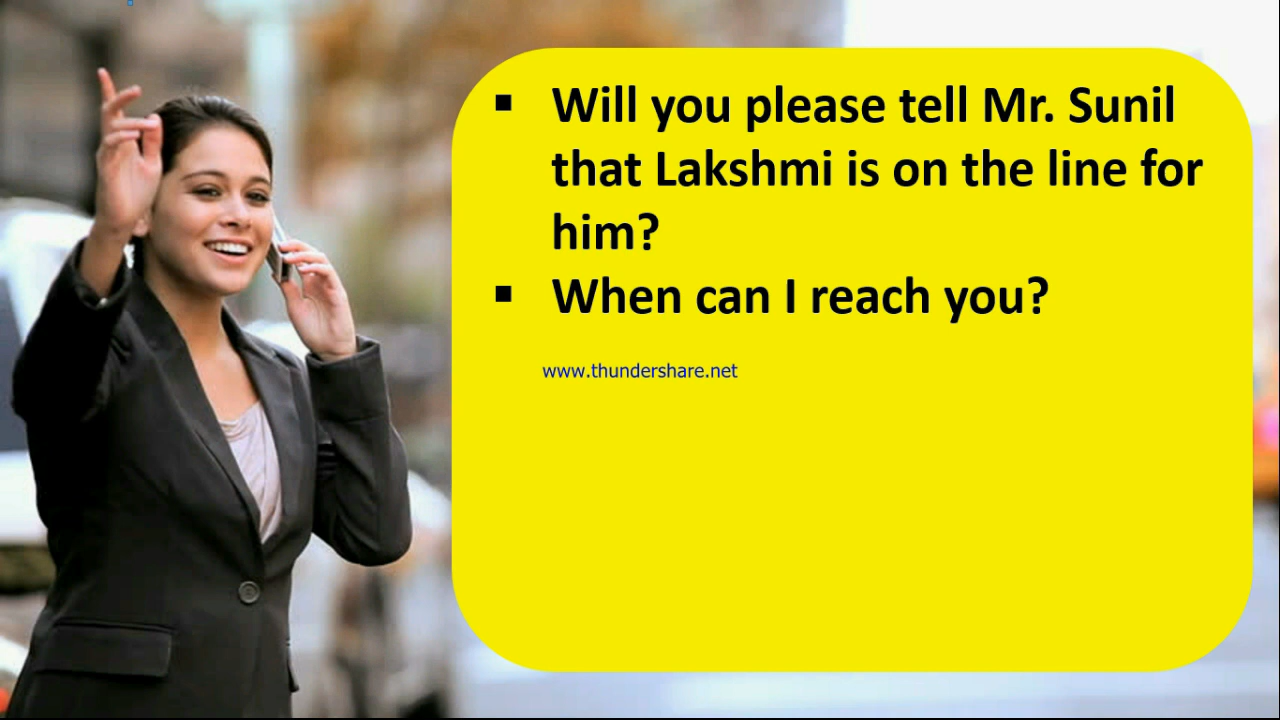 ▪ Will you please tell Mr. Sunil
that Lakshmi is on the line for
him?
▪ When can I reach you?
www.thundershare.net